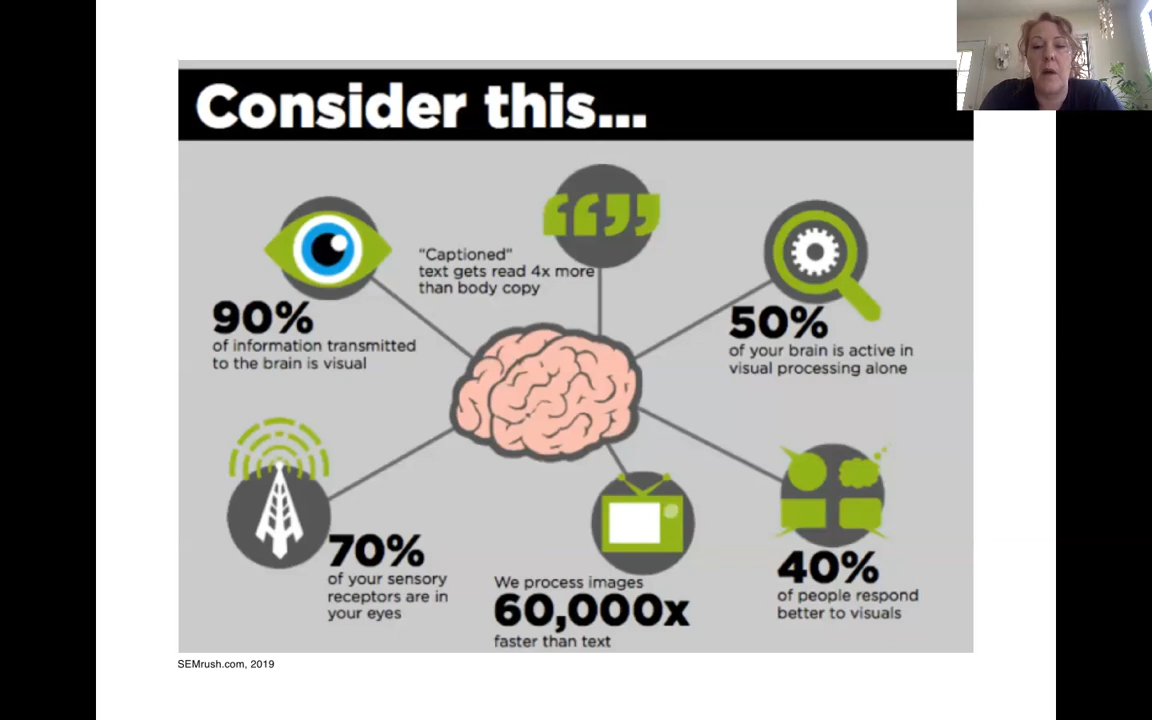 Consider this...
"Captioned"
text gets read 4x more
than body copy
90%
of information transmitted
to the brain is visual
50%
of your brain is active in
visual processing alone
70%
of your sensory
receptors are in
your eyes
We process images
60,000x
faster than text
40%
of people respond
better to visuals
SEMrush.com, 2019